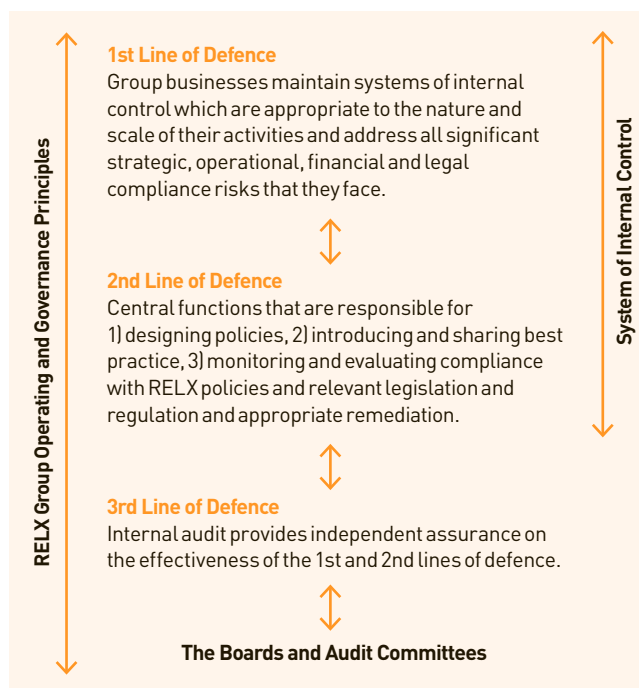 1st Line of Defence
Group businesses maintain systems of internal
control which are appropriate to the nature and
scale of their activities and address all significant
strategic, operational, financial and legal
compliance risks that they face.
2nd Line of Defence
Central functions that are responsible for
1) designing policies, 2) introducing and sharing best
practice, 3) monitoring and evaluating compliance
with RELX policies and relevant legislation and
regulation and appropriate remediation.
3rd Line of Defence
Internal audit provides independent assurance on
the effectiveness of the 1st and 2nd lines of defence.
The Boards and Audit Committees
RELX Group Operating and Governance Principles
System of Internal Control